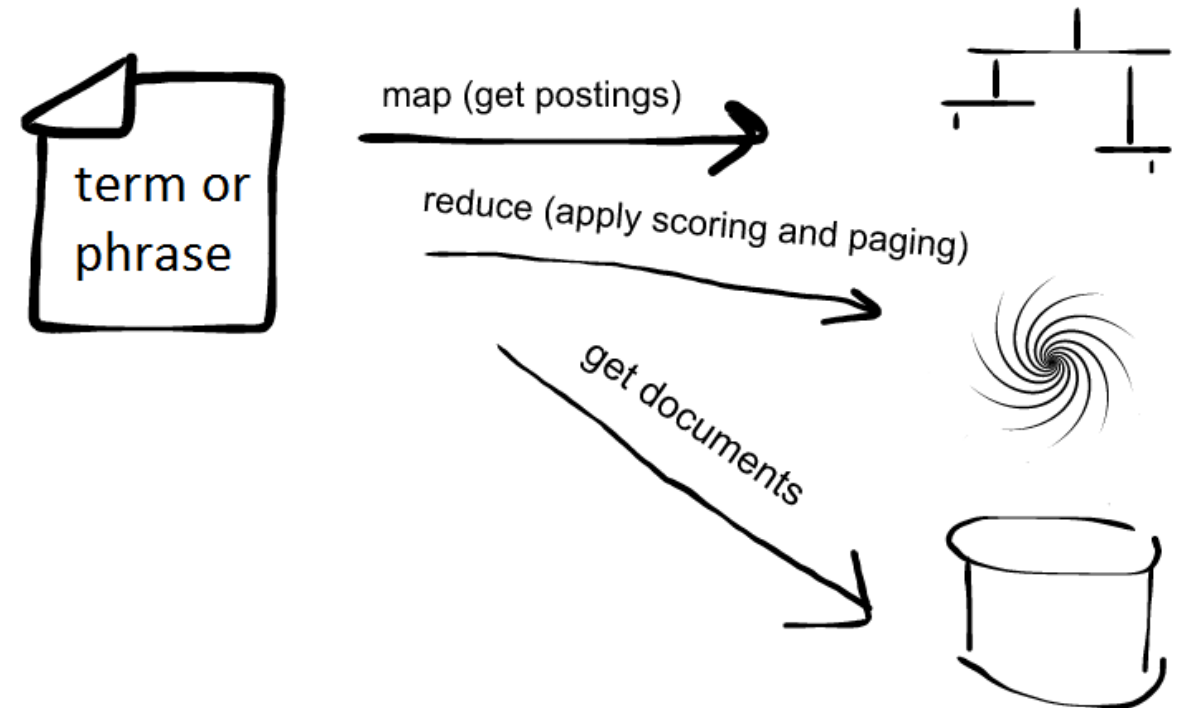 map (get postings)
term or
phrase
reduce (apply scoring and paging)
get documents